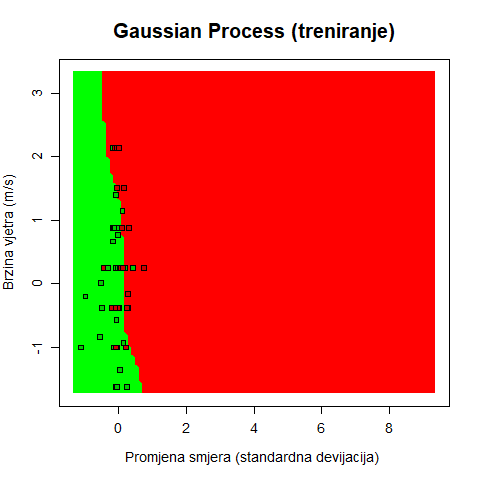 Gaussian Process (treniranje)
Brzina vjetra (m/s)
3
2
1
0
-1
0 2 4 6 8
Promjena smjera (standardna devijacija)